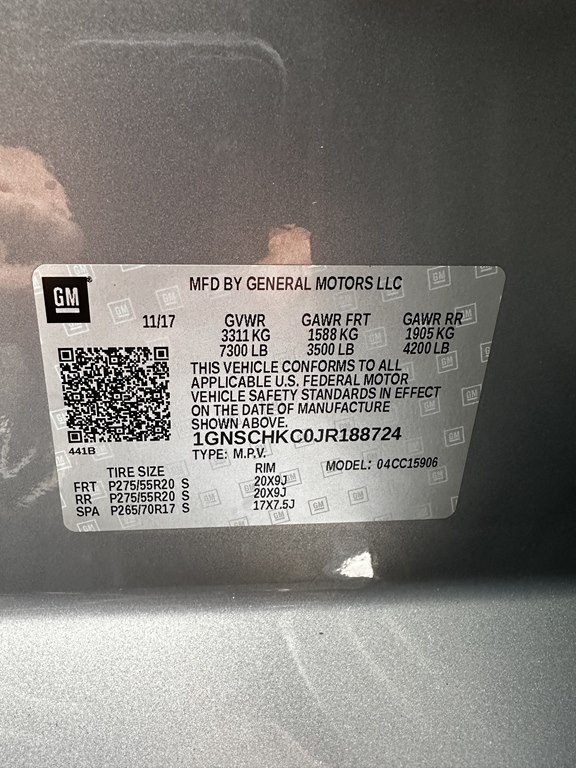 GM
MFD BY GENERAL MOTORS LLC
11/17 GVWR GAWR FRT GAWR RR
3311 KG 1588 KG 1905 KG
7300 LB 3500 LB 4200 LB
THIS VEHICLE CONFORMS TO ALL
APPLICABLE U.S. FEDERAL MOTOR
VEHICLE SAFETY STANDARDS IN EFFECT
ON THE DATE OF MANUFACTURE
SHOWN ABOVE.
441B
1GNSCHKC0JR188724
TYPE: M.P.V.
TIRE SIZE RIM MODEL: 04CC15906
FRT P275/55R20 S 20X9J
RR P275/55R20 S 20X9J
SPA P265/70R17 S 17X7.5J